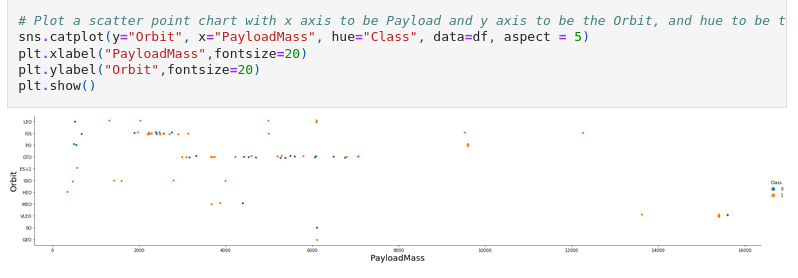 # Plot a scatter point chart with x axis to be Payload and y axis to be the Orbit, and hue to be t
sns.catplot(y="Orbit", x="PayloadMass", hue="Class", data=df, aspect = 5)
plt.xlabel("PayloadMass",fontsize=20)
plt.ylabel("Orbit",fontsize=20)
plt.show()
LEO
ISS
PO
GTO
ES-L1
SSO
HEO
MEO
VLEO
SO
GEO
Orbit
0 2000 4000 6000 8000 10000 12000 14000 16000
PayloadMass
Class
0
1